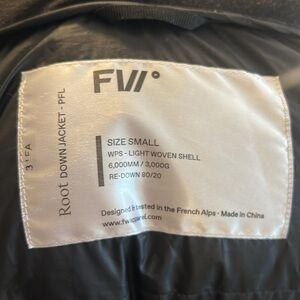 FW°
SIZE SMALL
WPS - LIGHT WOVEN SHELL
6,000MM / 3,000G
RE-DOWN 80/20
Root DOWN JACKET - PFL
Designed & tested in the French Alps - Made in China
www.fwapparel.com